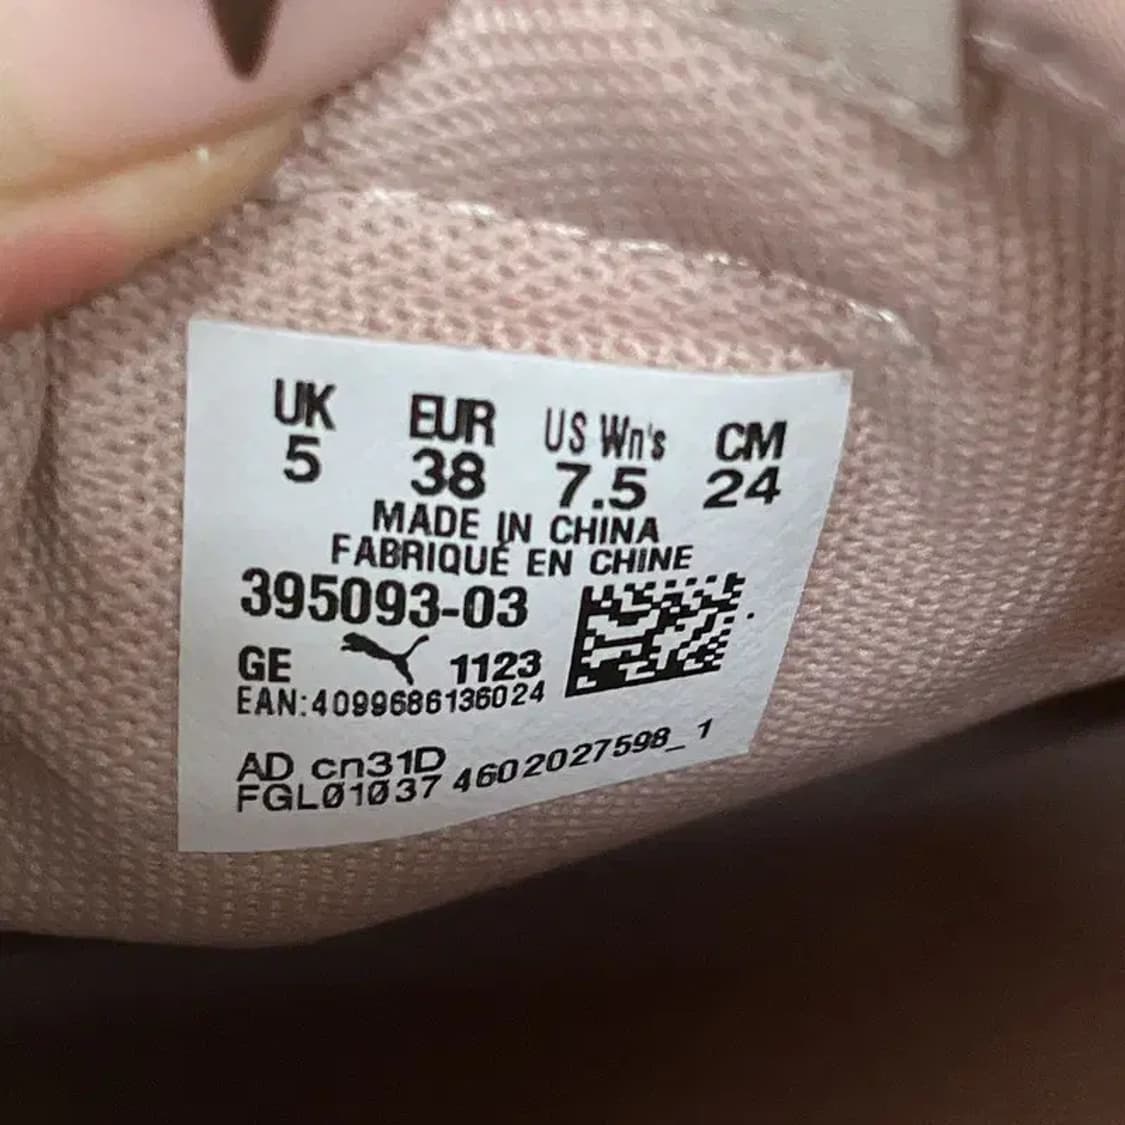 UK EUR US Wn's CM
5 38 7.5 24
MADE IN CHINA
FABRIQUÉ EN CHINE
395093-03
GE 1123
EAN:4099686136024
AD cn31D
FGLØ1Ø37 4602027598_1